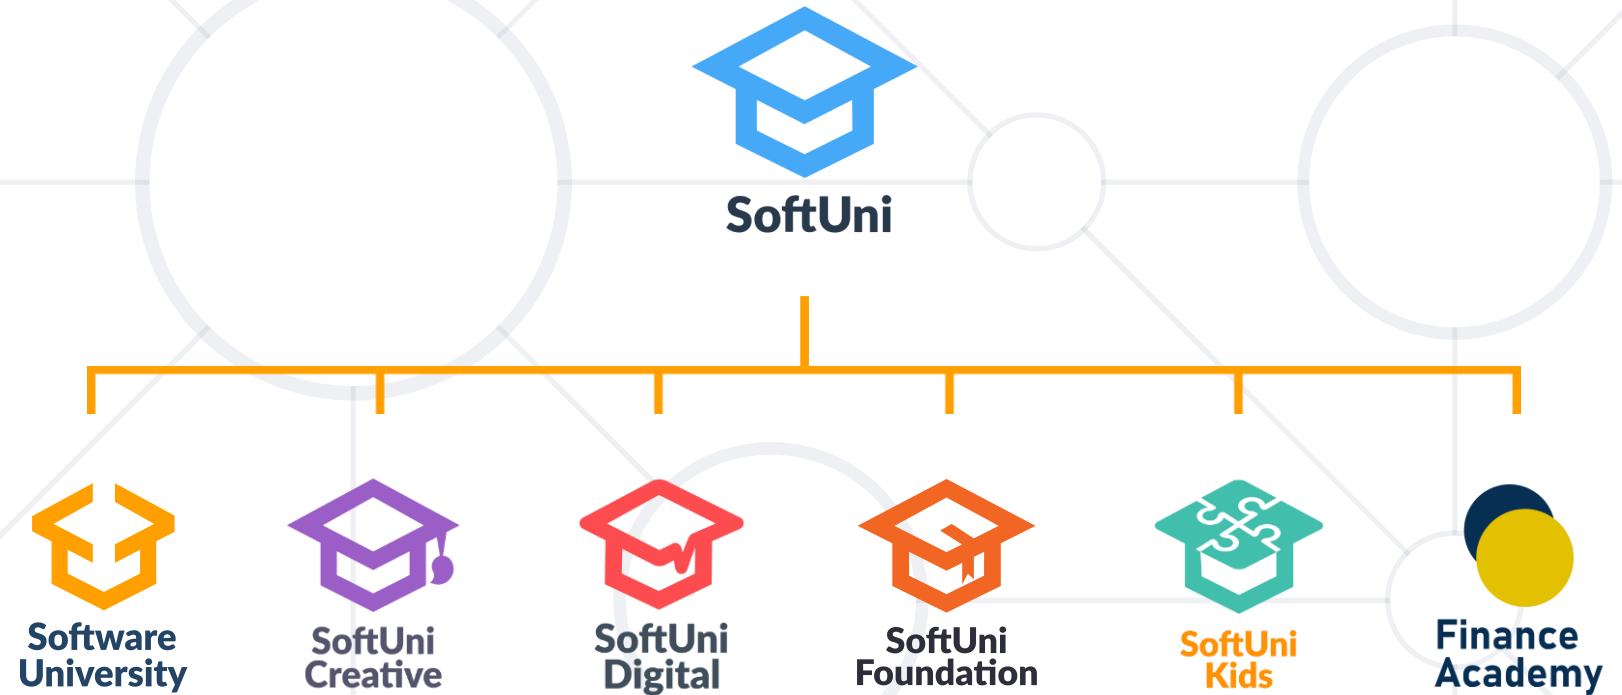 SoftUni
Software
University
SoftUni
Creative
SoftUni
Digital
SoftUni
Foundation
SoftUni
Kids
Finance
Academy